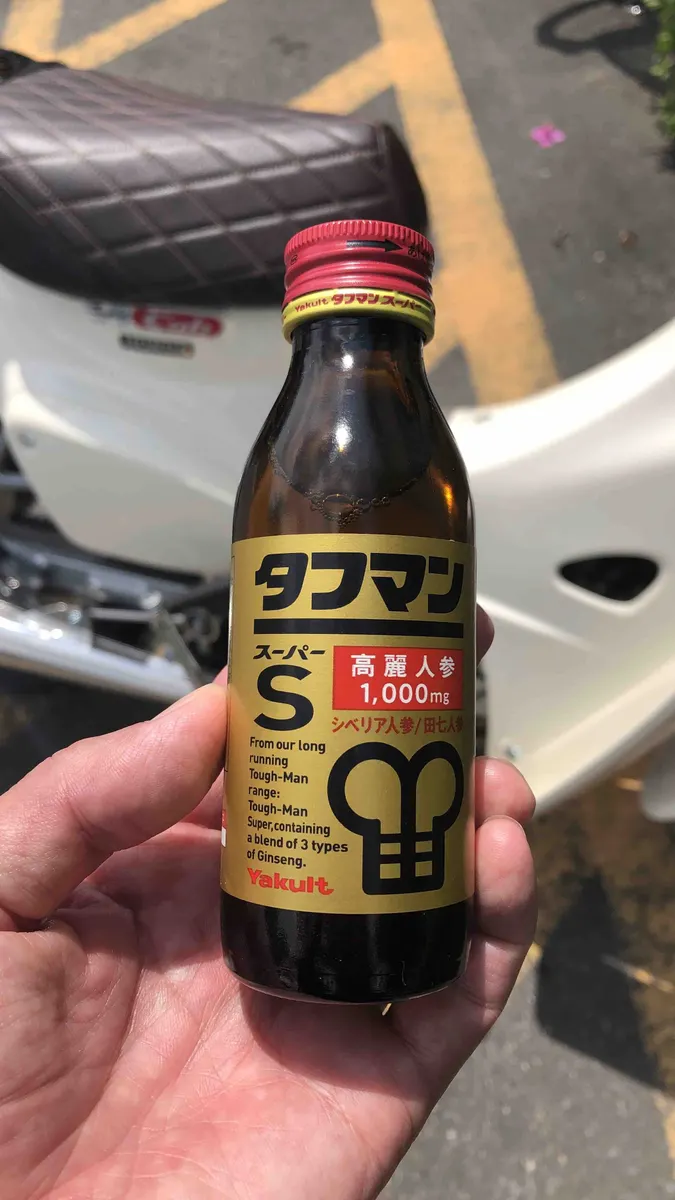 Yakult タフマン スーパー
タフマン
スーパー
S
高麗人参
1,000mg
シベリア人参/田七人参
From our long
running
Tough-Man
range:
Tough-Man
Super,containing
a blend of 3 types
of Ginseng.
Yakult